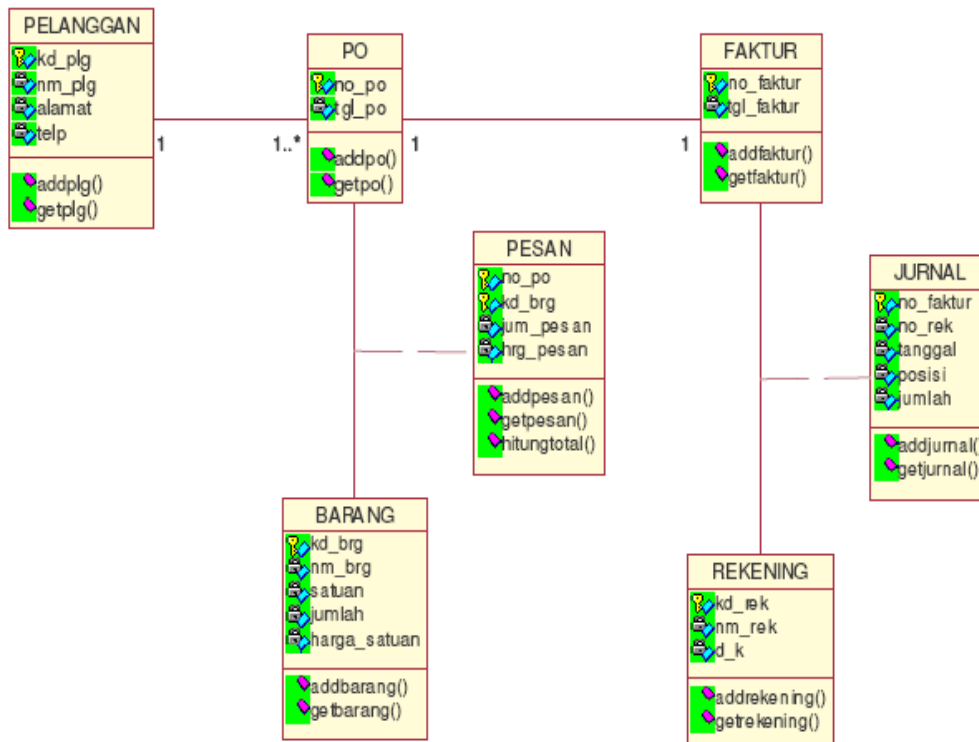 PELANGGAN
kd_plg
nm_plg
alamat
telp
addplg()
getplg()
1
1..*
PO
no_po
tgl_po
addpo()
getpo()
1
1
FAKTUR
no_faktur
tgl_faktur
addfaktur()
getfaktur()
PESAN
no_po
kd_brg
jum_pesan
hrg_pesan
addpesan()
getpesan()
hitungtotal()
JURNAL
no_faktur
no_rek
tanggal
posisi
jumlah
addjurnal()
getjurnal()
BARANG
kd_brg
nm_brg
satuan
jumlah
harga_satuan
addbarang()
getbarang()
REKENING
kd_rek
nm_rek
d_k
addrekening()
getrekening()